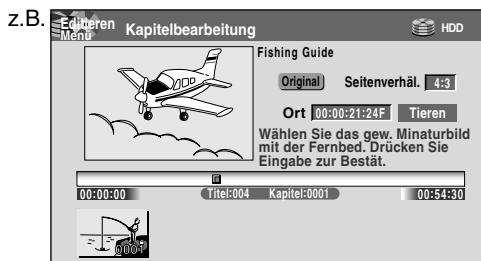 z.B.
Editieren Menü Kapitelbearbeitung HDD
Fishing Guide
Original Seitenverhäl. 4:3
Ort 00:00:21:24F Tieren
Wählen Sie das gew. Minaturbild
mit der Fernbed. Drücken Sie
Eingabe zur Bestät.
00:00:00 Titel:004 Kapitel:0001 00:54:30
0001